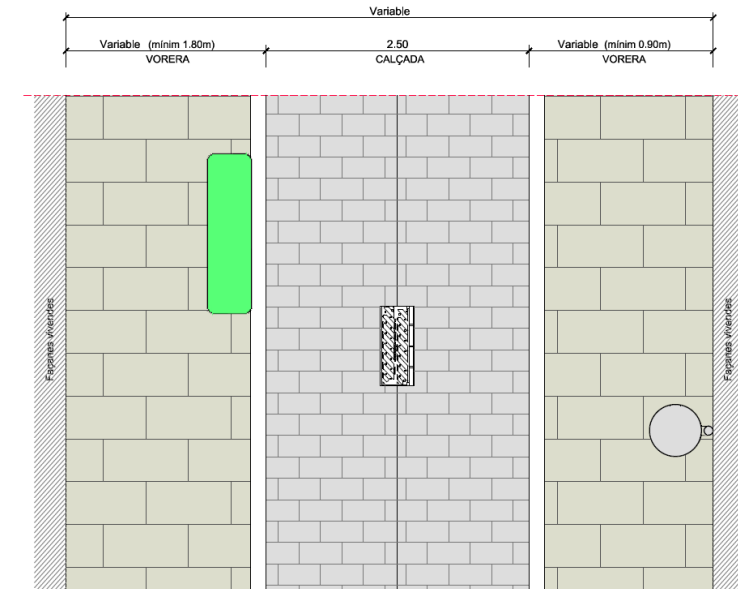 Variable
Variable (mínim 1.80m)
VORERA
2.50
CALÇADA
Variable (mínim 0.90m)
VORERA
Façanes vivendes
Façanes vivendes